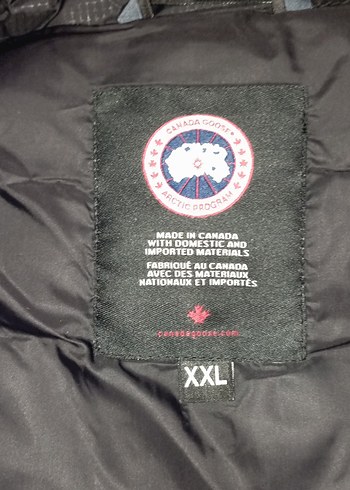 CANADA GOOSE®
ARCTIC PROGRAM
MADE IN CANADA
WITH DOMESTIC AND
IMPORTED MATERIALS
FABRIQUÉ AU CANADA
AVEC DES MATERIAUX
NATIONAUX ET IMPORTÉS
canadagoose.com
XXL